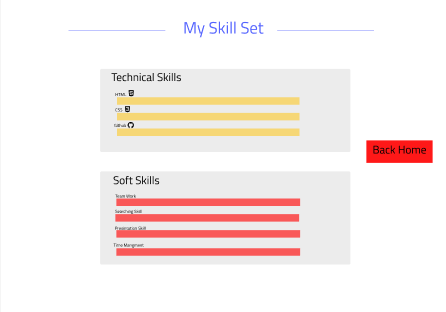 My Skill Set
Technical Skills
HTML
CSS
Github
Back Home
Soft Skills
Team Work
Searching Skill
Presentation Skill
Time Mangment